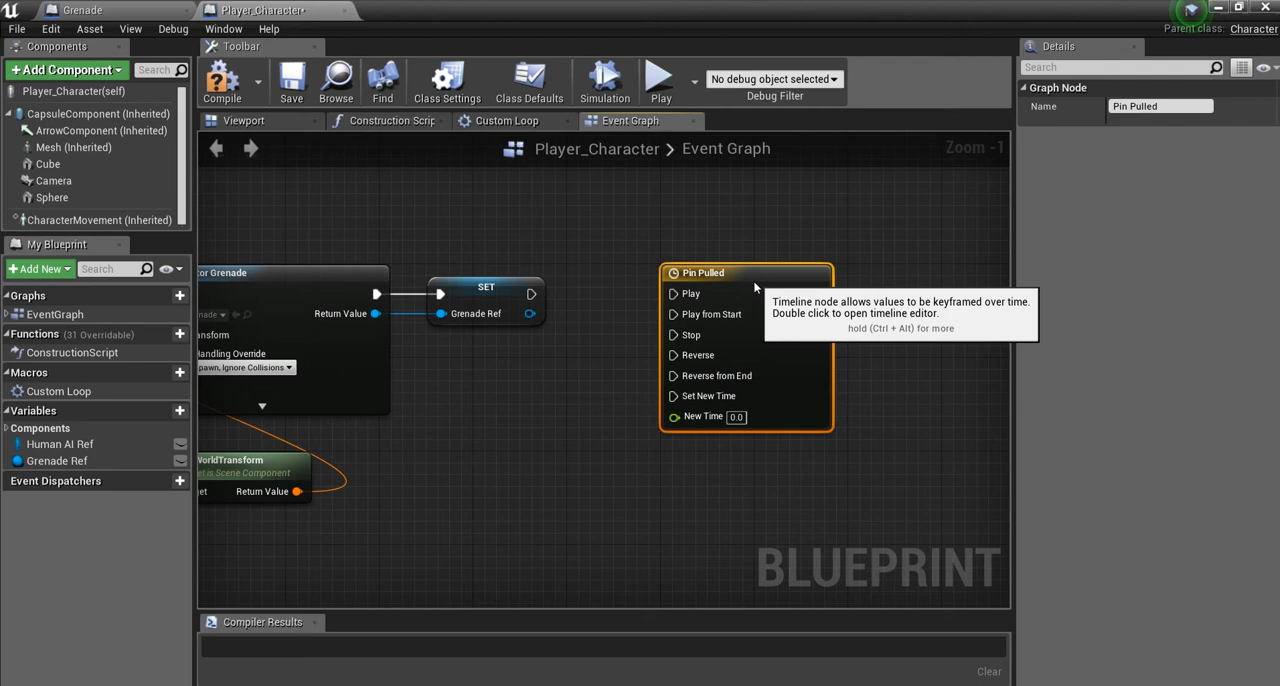 Grenade
Player_Character*
File Edit Asset View Window Debug Help
Parent class: Character
Components
+Add Component
Search
Player_Character(self)
CapsuleComponent (Inherited)
ArrowComponent (Inherited)
Mesh (Inherited)
Cube
Camera
Sphere
CharacterMovement (Inherited)
My Blueprint
+Add New
Search
Graphs
EventGraph
Functions (31 Overridable)
ConstructionScript
Macros
Custom Loop
Variables
Components
Human AI Ref
Grenade Ref
Event Dispatchers
Toolbar
Compile
Save
Browse
Find
Class Settings
Class Defaults
Simulation
Play
No debug object selected
Debug Filter
Viewport
Construction Scrip
Custom Loop
Event Graph
Player_Character > Event Graph
Zoom -1
tor Grenade
Return Value
nade
ansform
Handling Override
spawn, Ignore Collisions
WorldTransform
et is Scene Component
get
Return Value
SET
Grenade Ref
Pin Pulled
Play
Play from Start
Stop
Reverse
Reverse from End
Set New Time
New Time 0.0
Timeline node allows values to be keyframed over time.
Double click to open timeline editor.
hold (Ctrl + Alt) for more
BLUEPRINT
Compiler Results
Clear
Details
Search
Graph Node
Name
Pin Pulled